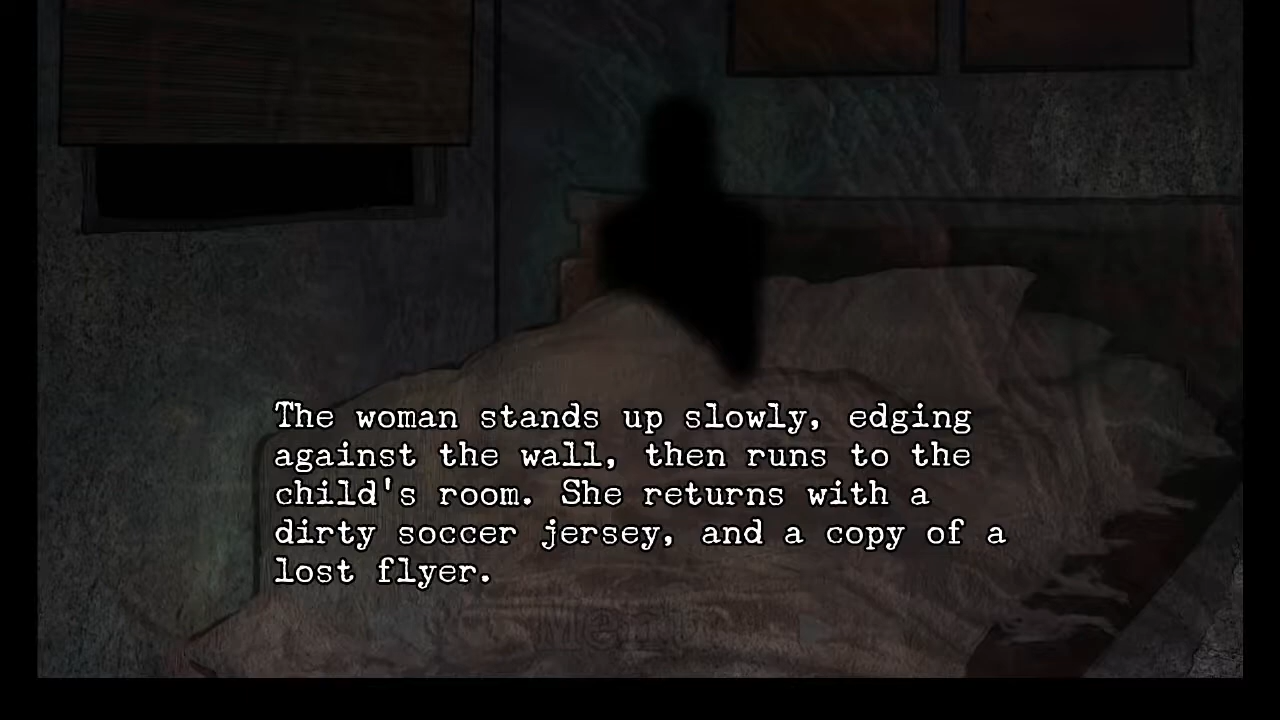 The woman stands up slowly, edging
against the wall, then runs to the
child's room. She returns with a
dirty soccer jersey, and a copy of a
lost flyer.